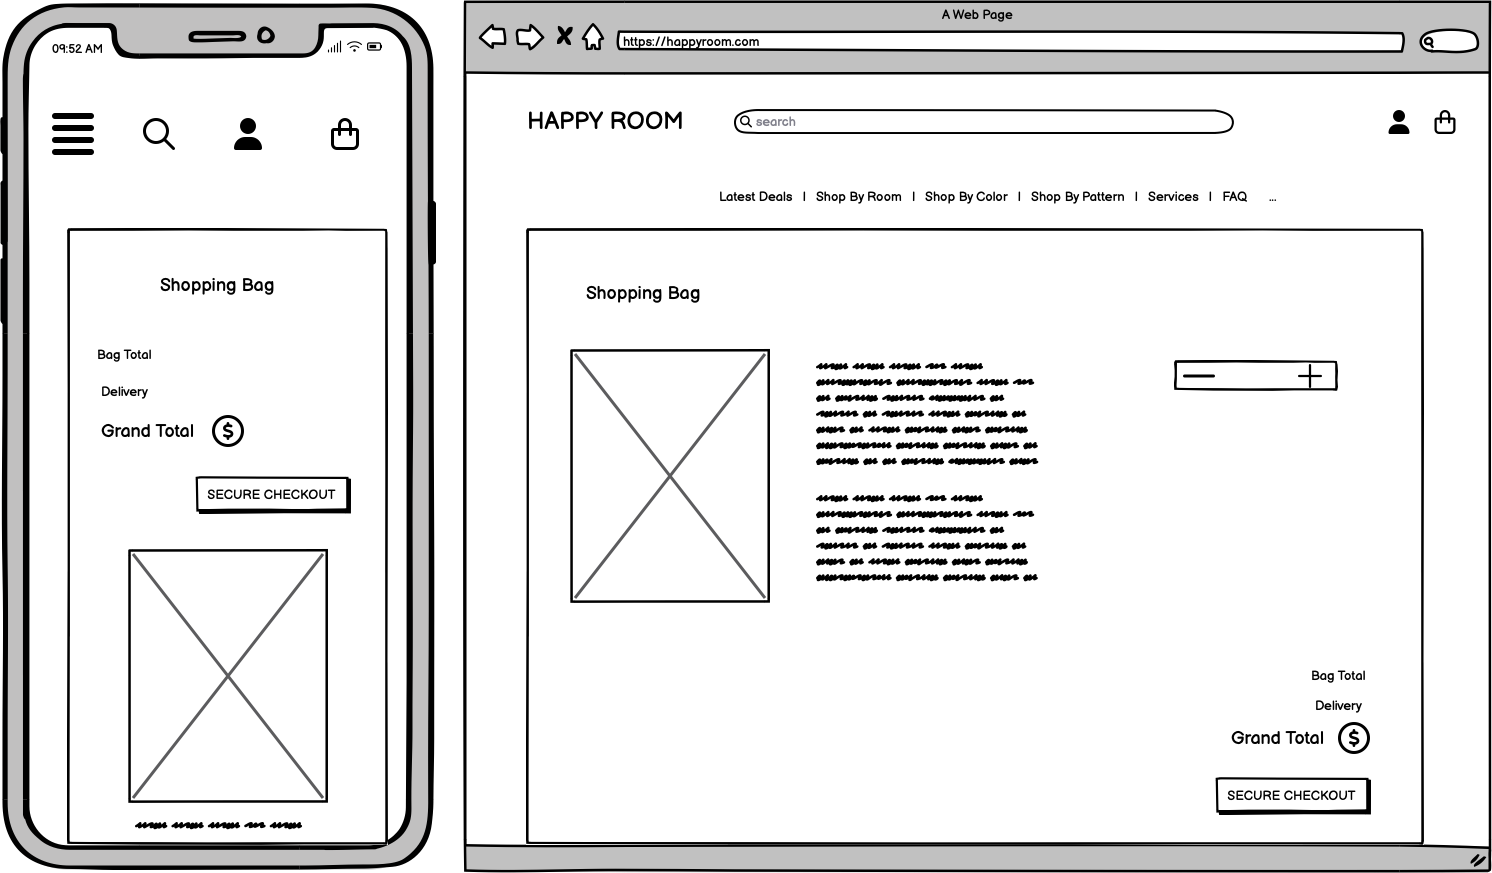 09:52 AM
Shopping Bag
Bag Total
Delivery
Grand Total $
SECURE CHECKOUT
A Web Page
https://happyroom.com
HAPPY ROOM
search
Latest Deals | Shop By Room | Shop By Color | Shop By Pattern | Services | FAQ ...
Shopping Bag
Bag Total
Delivery
Grand Total $
SECURE CHECKOUT